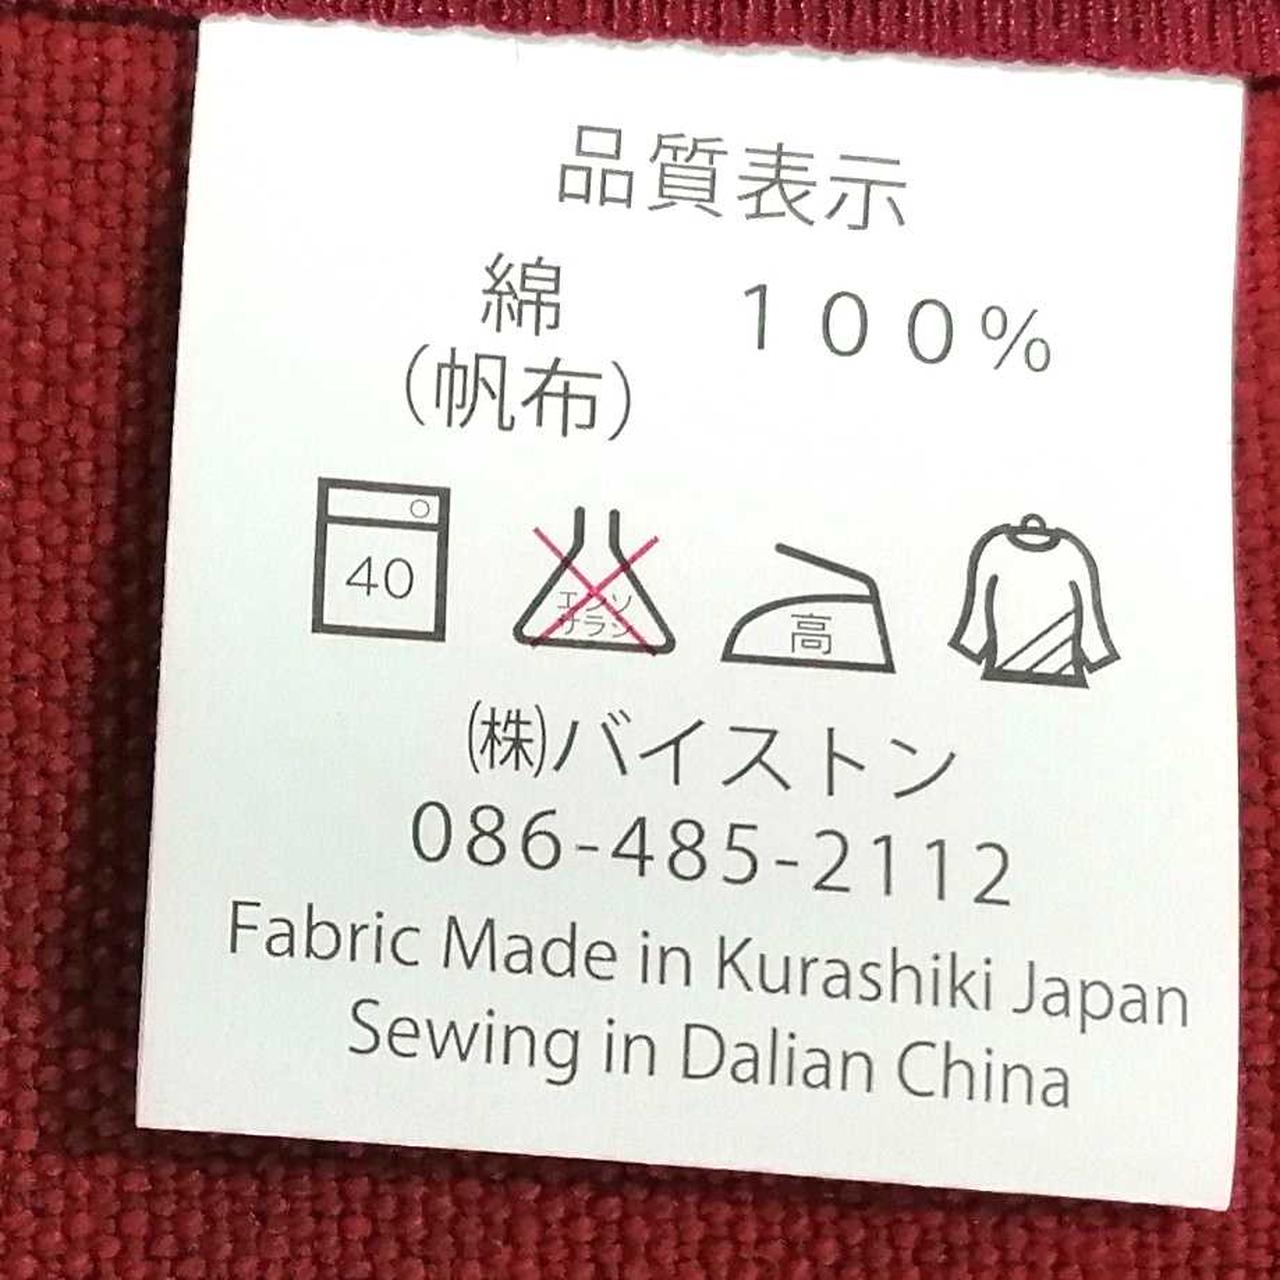 品質表示
綿 １００%
（帆布）
40
エンソ
サラシ
高
㈱バイストン
086-485-2112
Fabric Made in Kurashiki Japan
Sewing in Dalian China